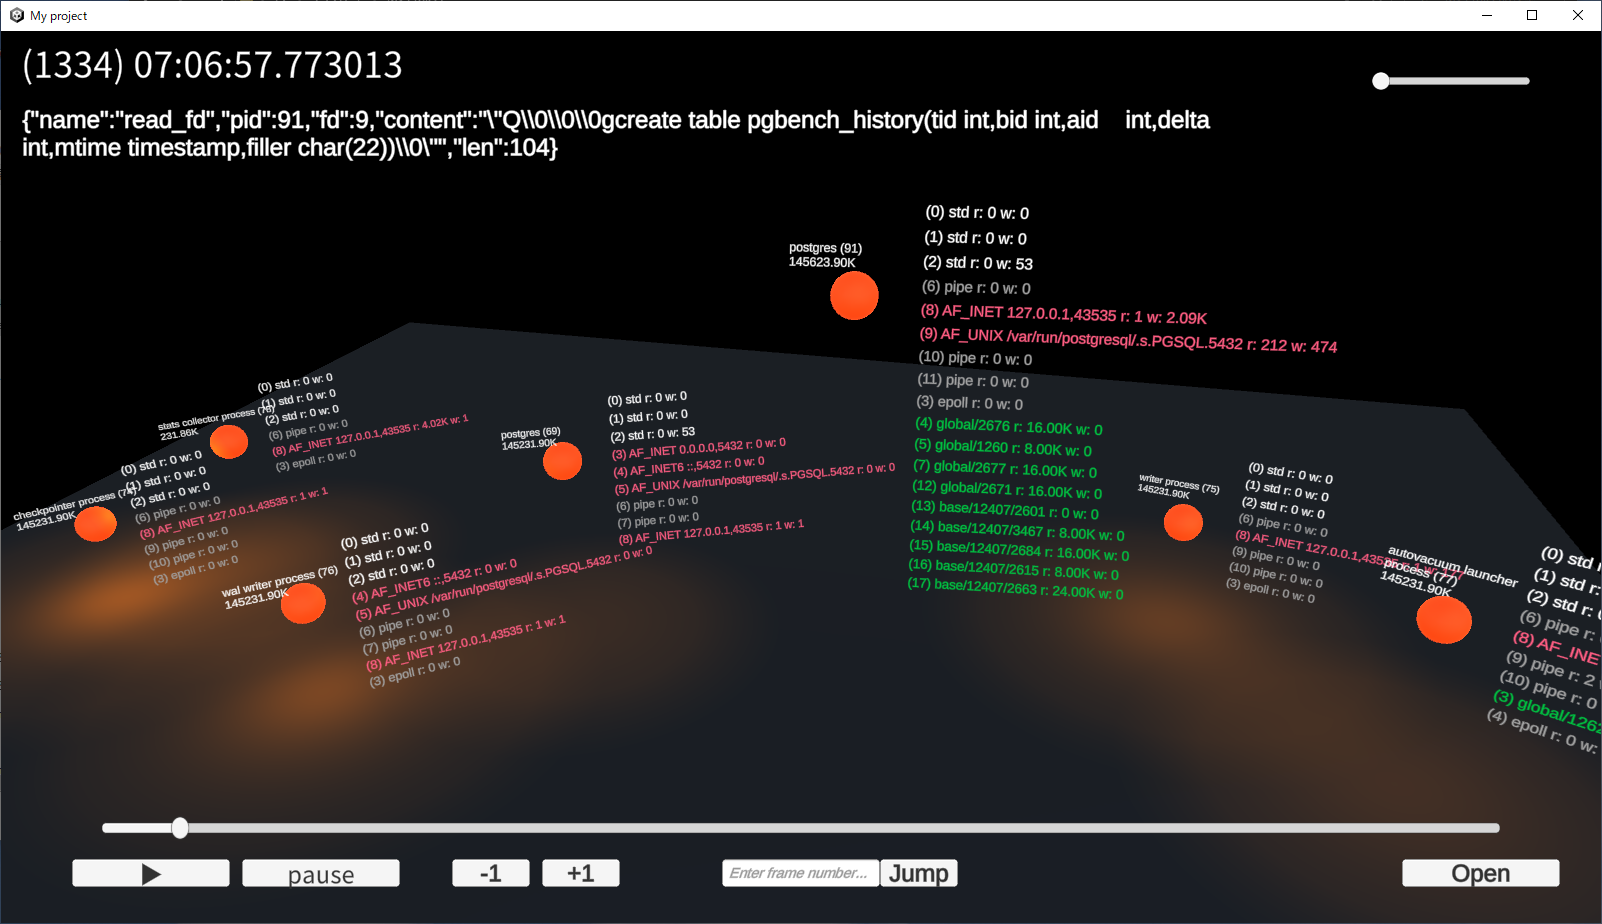 My project
(1334) 07:06:57.773013
{"name":"read_fd","pid":91,"fd":9,"content":"\"Q\\0\\0\\0gcreate table pgbench_history(tid int,bid int,aid    int,delta
int,mtime timestamp,filler char(22))\\0\"","len":104}
postgres (91)
145623.90K
(0) std r: 0 w: 0
(1) std r: 0 w: 0
(2) std r: 0 w: 53
(6) pipe r: 0 w: 0
(8) AF_INET 127.0.0.1,43535 r: 1 w: 2.09K
(9) AF_UNIX /var/run/postgresql/.s.PGSQL.5432 r: 212 w: 474
(10) pipe r: 0 w: 0
(11) pipe r: 0 w: 0
(3) epoll r: 0 w: 0
(4) global/2676 r: 16.00K w: 0
(5) global/1260 r: 8.00K w: 0
(7) global/2677 r: 16.00K w: 0
(12) global/2671 r: 16.00K w: 0
(13) base/12407/2601 r: 0 w: 0
(14) base/12407/3467 r: 8.00K w: 0
(15) base/12407/2684 r: 16.00K w: 0
(16) base/12407/2615 r: 8.00K w: 0
(17) base/12407/2663 r: 24.00K w: 0
stats collector process (78)
231.86K
(0) std r: 0 w: 0
(1) std r: 0 w: 0
(2) std r: 0 w: 0
(6) pipe r: 0 w: 0
(8) AF_INET 127.0.0.1,43535 r: 4.02K w: 1
(3) epoll r: 0 w: 0
checkpointer process (74)
145231.90K
(0) std r: 0 w: 0
(1) std r: 0 w: 0
(2) std r: 0 w: 0
(6) pipe r: 0 w: 0
(8) AF_INET 127.0.0.1,43535 r: 1 w: 1
(9) pipe r: 0 w: 0
(10) pipe r: 0 w: 0
(3) epoll r: 0 w: 0
wal writer process (76)
145231.90K
(0) std r: 0 w: 0
(1) std r: 0 w: 0
(2) std r: 0 w: 0
(4) AF_INET6 ::,5432 r: 0 w: 0
(5) AF_UNIX /var/run/postgresql/.s.PGSQL.5432 r: 0 w: 0
(6) pipe r: 0 w: 0
(7) pipe r: 0 w: 0
(8) AF_INET 127.0.0.1,43535 r: 1 w: 1
(3) epoll r: 0 w: 0
postgres (69)
145231.90K
(0) std r: 0 w: 0
(1) std r: 0 w: 0
(2) std r: 0 w: 53
(3) AF_INET 0.0.0.0,5432 r: 0 w: 0
(4) AF_INET6 ::,5432 r: 0 w: 0
(5) AF_UNIX /var/run/postgresql/.s.PGSQL.5432 r: 0 w: 0
(6) pipe r: 0 w: 0
(7) pipe r: 0 w: 0
(8) AF_INET 127.0.0.1,43535 r: 1 w: 1
writer process (75)
145231.90K
(0) std r: 0 w: 0
(1) std r: 0 w: 0
(2) std r: 0 w: 0
(6) pipe r: 0 w: 0
(8) AF_INET 127.0.0.1,
(9) pipe r: 0 w: 0
(10) pipe r: 0 w: 0
(3) epoll r: 0 w: 0
autovacuum launcher
process (77)
145231.90K
(0) std r
(1) std r:
(2) std r:
(6) pipe r:
(8) AF_INE
(9) pipe r: 2
(10) pipe r: 0
(3) global/1262
(4) epoll r: 0 w:
pause
-1
+1
Enter frame number...
Jump
Open